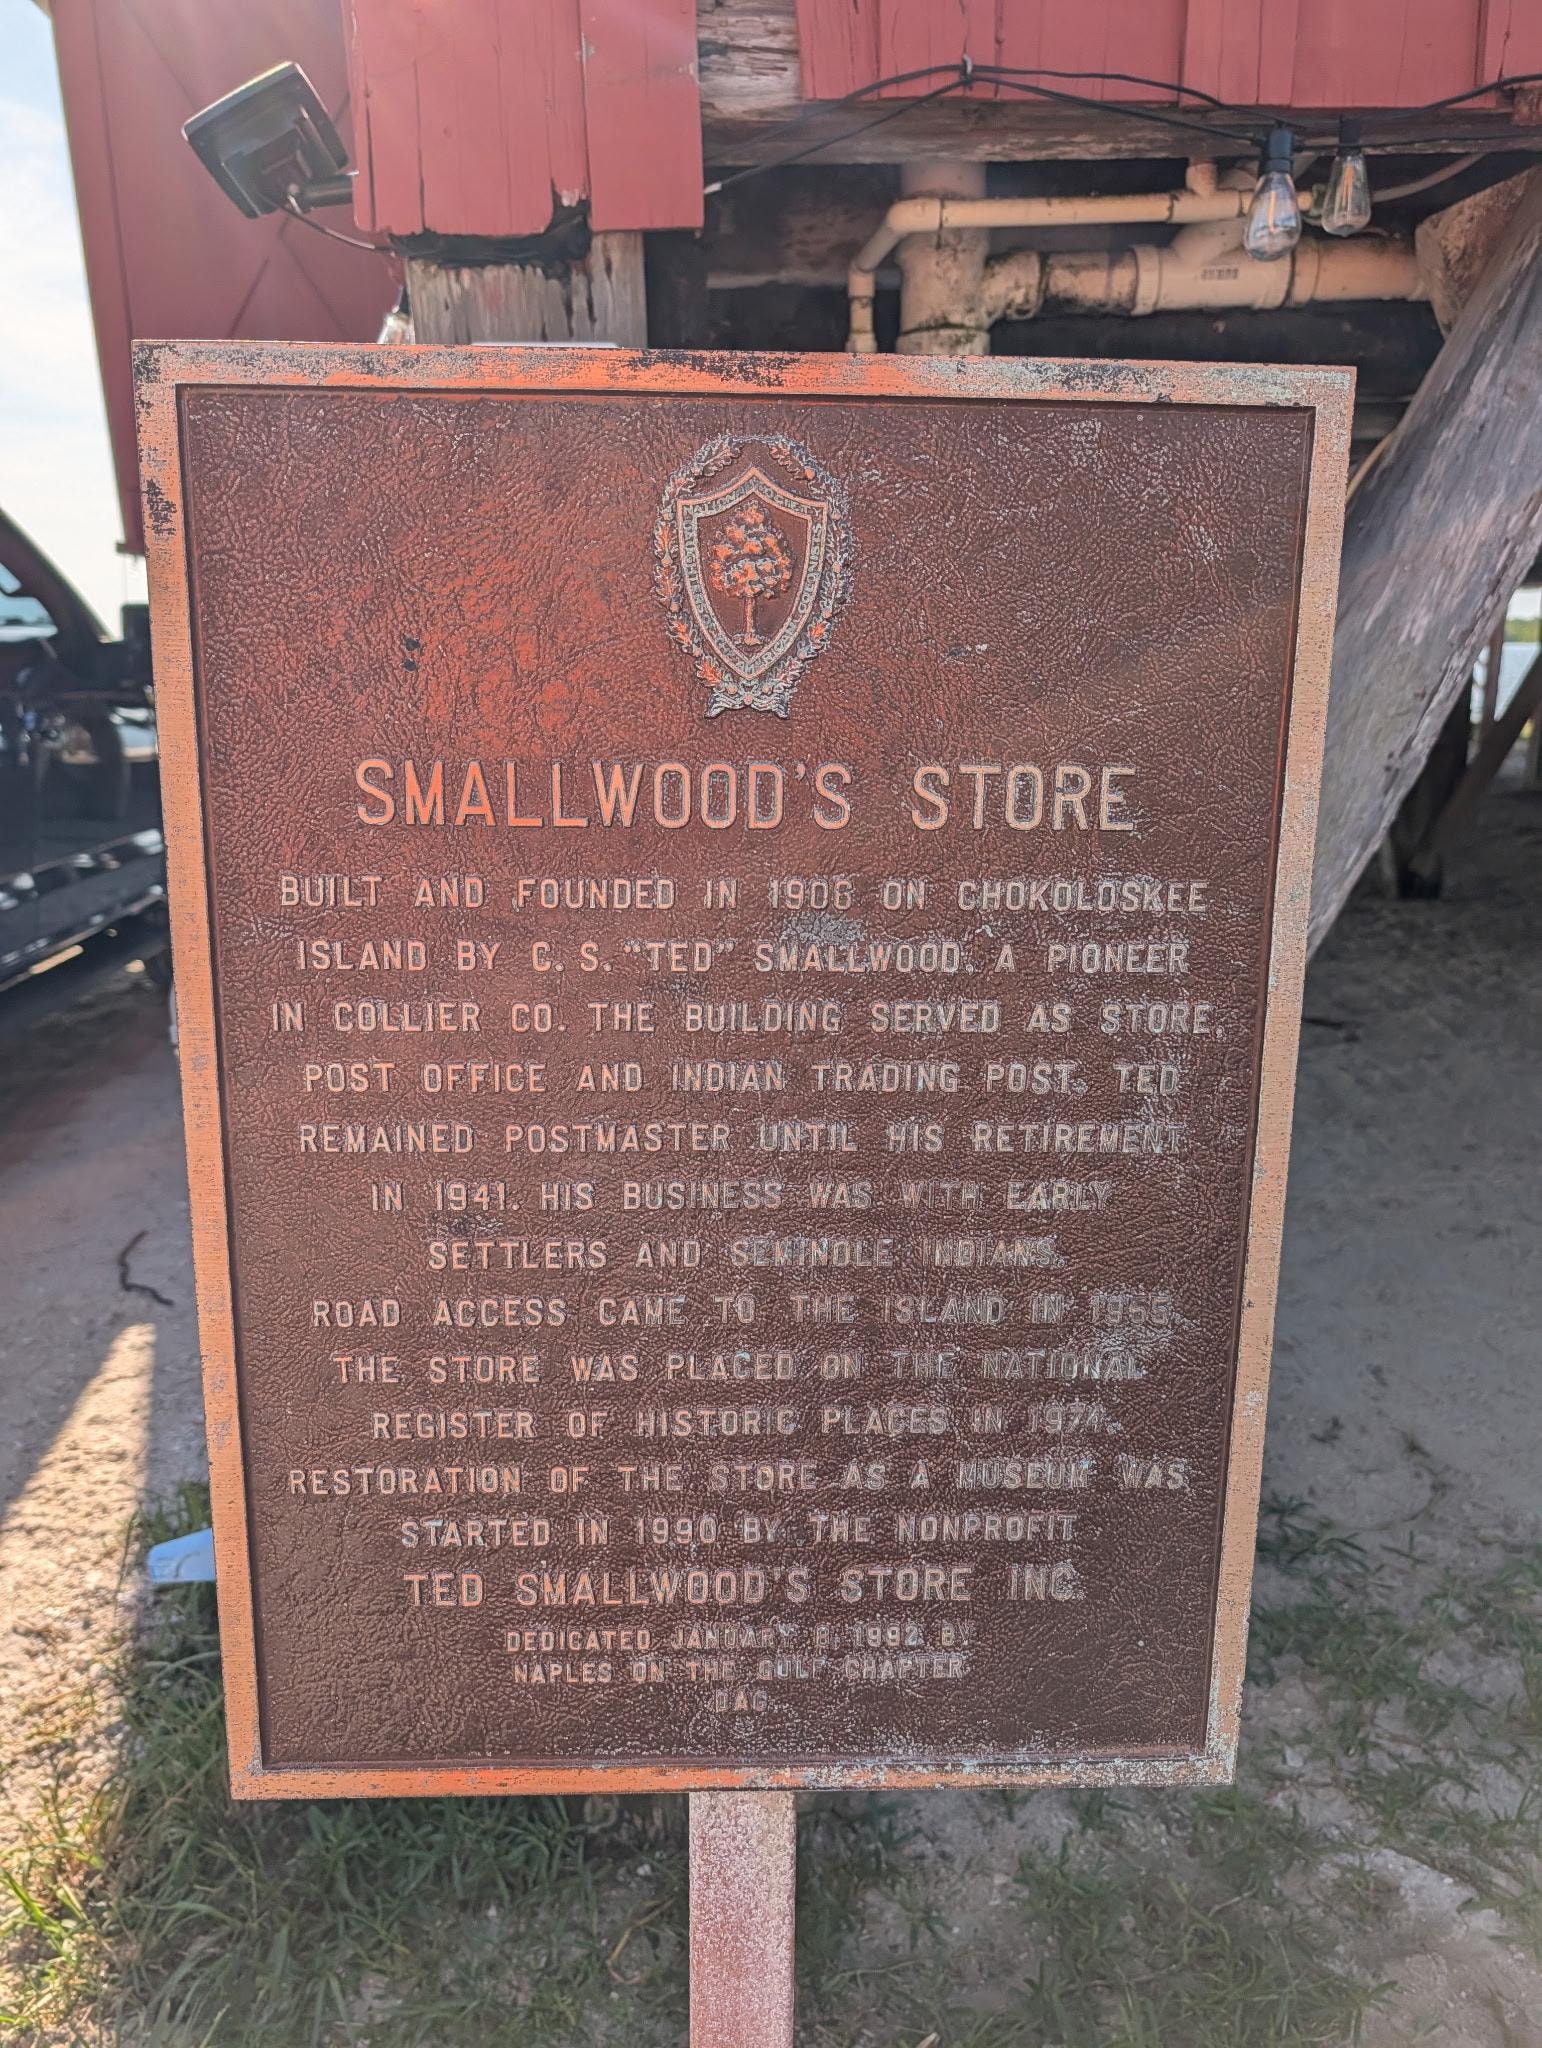 SMALLWOOD'S STORE
BUILT AND FOUNDED IN 1906 ON CHOKOLOSKEE
ISLAND BY C. S. "TED" SMALLWOOD, A PIONEER
IN COLLIER CO. THE BUILDING SERVED AS STORE,
POST OFFICE AND INDIAN TRADING POST. TED
REMAINED POSTMASTER UNTIL HIS RETIREMENT
IN 1941. HIS BUSINESS WAS WITH EARLY
SETTLERS AND SEMINOLE INDIANS.
ROAD ACCESS CAME TO THE ISLAND IN 1955.
THE STORE WAS PLACED ON THE NATIONAL
REGISTER OF HISTORIC PLACES IN 1974.
RESTORATION OF THE STORE AS A MUSEUM WAS
STARTED IN 1990 BY THE NONPROFIT
TED SMALLWOOD'S STORE INC.
DEDICATED JANUARY 8, 1992 BY
NAPLES ON THE GULF CHAPTER
DAC.